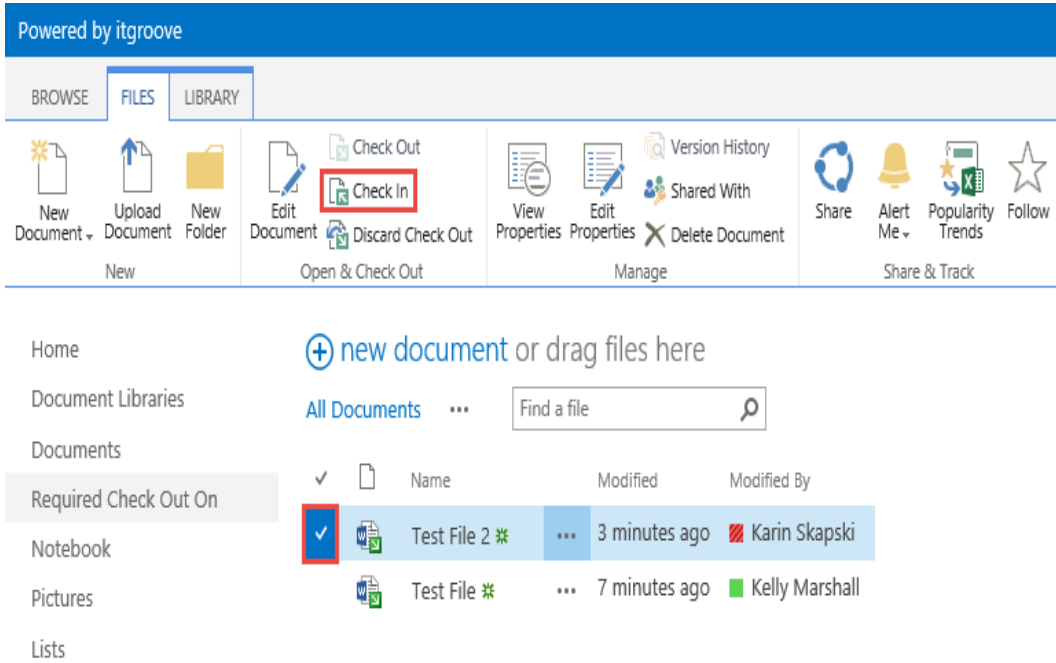 Powered by itgroove
BROWSE FILES LIBRARY
New Document
Upload Document
New Folder
New
Edit Document
Check Out
Check In
Discard Check Out
Open & Check Out
View Properties
Edit Properties
Version History
Shared With
Delete Document
Manage
Share
Alert Me
Popularity Trends
Follow
Share & Track
Home
Document Libraries
Documents
Required Check Out On
Notebook
Pictures
Lists
new document or drag files here
All Documents ... Find a file
Name Modified Modified By
Test File 2 ... 3 minutes ago Karin Skapski
Test File ... 7 minutes ago Kelly Marshall